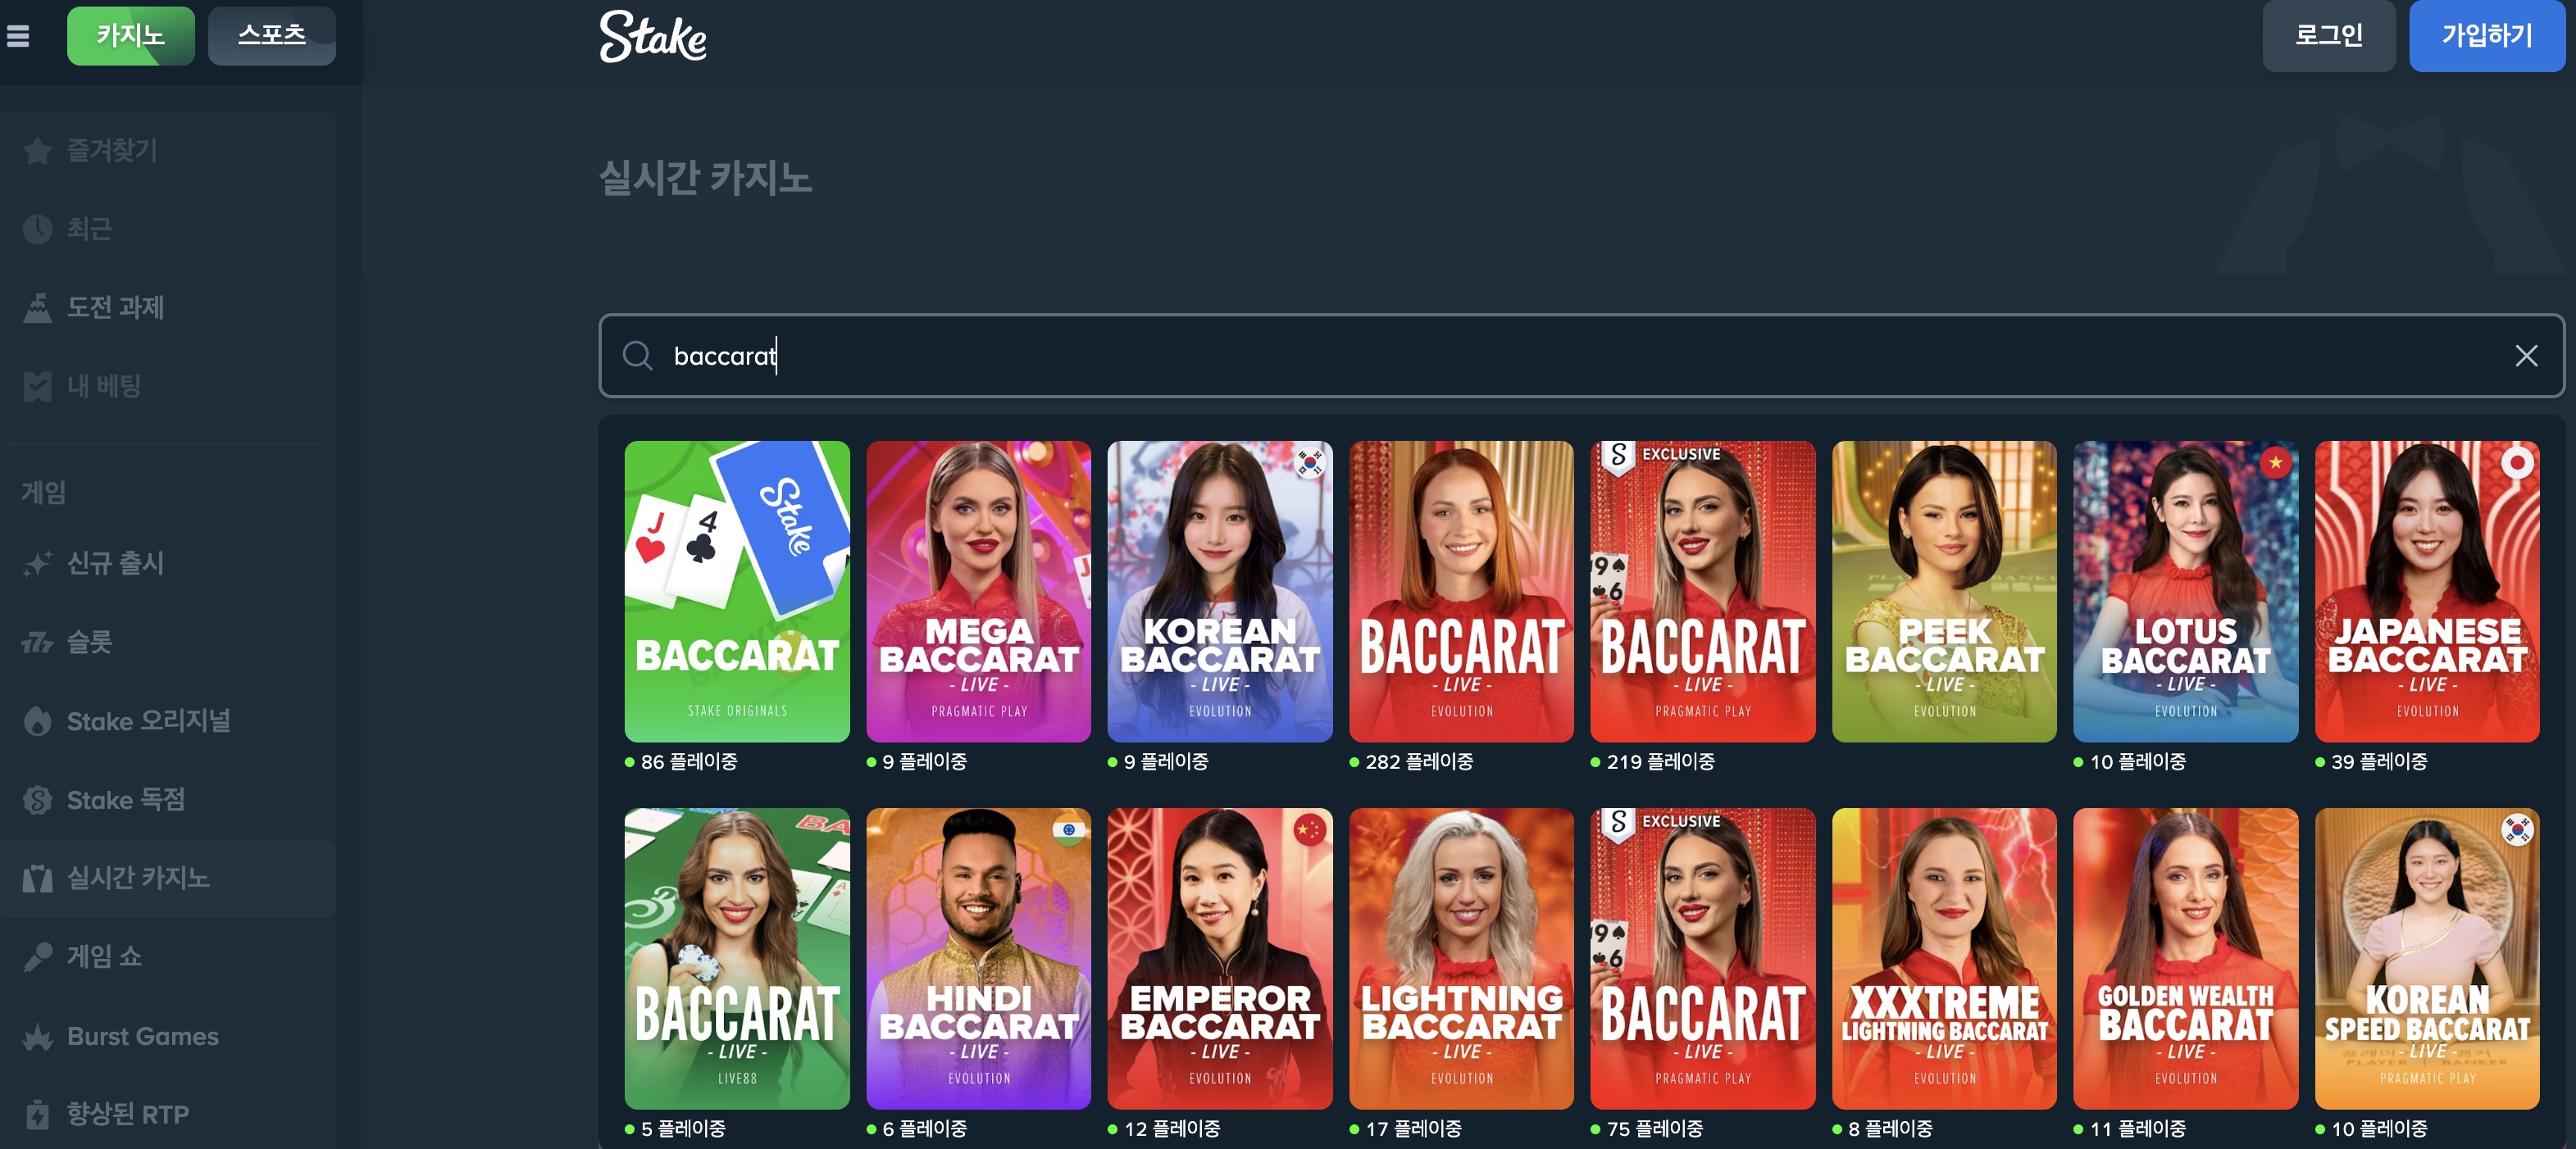 카지노
스포츠
Stake
로그인
가입하기
즐겨찾기
최근
도전 과제
내 베팅
게임
신규 출시
슬롯
Stake 오리지널
Stake 독점
실시간 카지노
게임 쇼
Burst Games
향상된 RTP
실시간 카지노
baccarat
J
4
Stake
BACCARAT
STAKE ORIGINALS
86 플레이중
MEGA
BACCARAT
- LIVE -
PRAGMATIC PLAY
9 플레이중
KOREAN
BACCARAT
- LIVE -
EVOLUTION
9 플레이중
BACCARAT
- LIVE -
EVOLUTION
282 플레이중
S EXCLUSIVE
9
6
BACCARAT
- LIVE -
PRAGMATIC PLAY
219 플레이중
PEEK
BACCARAT
- LIVE -
EVOLUTION
LOTUS
BACCARAT
- LIVE -
EVOLUTION
10 플레이중
JAPANESE
BACCARAT
- LIVE -
EVOLUTION
39 플레이중
BACCARAT
- LIVE -
LIVE88
5 플레이중
HINDI
BACCARAT
- LIVE -
EVOLUTION
6 플레이중
EMPEROR
BACCARAT
- LIVE -
EVOLUTION
12 플레이중
LIGHTNING
BACCARAT
- LIVE -
EVOLUTION
17 플레이중
S EXCLUSIVE
9
6
BACCARAT
- LIVE -
PRAGMATIC PLAY
75 플레이중
XXXTREME
LIGHTNING BACCARAT
- LIVE -
EVOLUTION
8 플레이중
GOLDEN WEALTH
BACCARAT
- LIVE -
EVOLUTION
11 플레이중
KOREAN
SPEED BACCARAT
- LIVE -
PLAYER BANKER
PRAGMATIC PLAY
10 플레이중